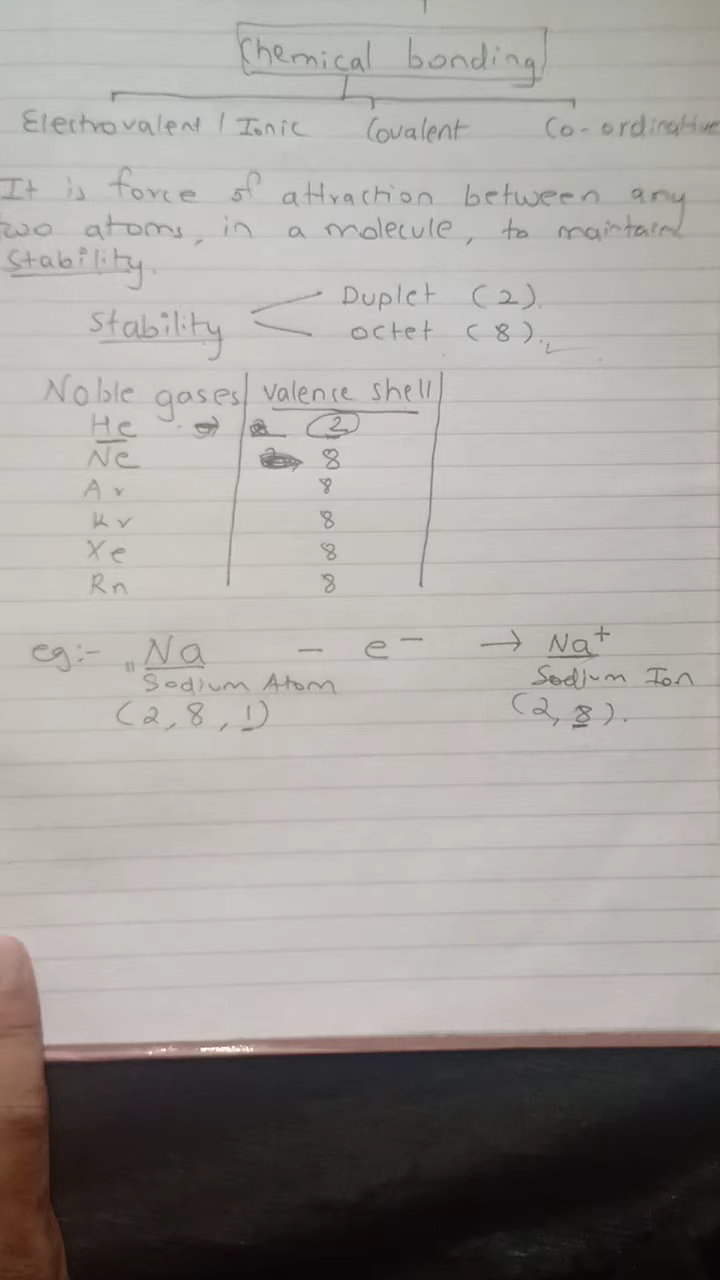 Chemical bonding
Electrovalent / Ionic Covalent Co-ordinative
It is force of attraction between any
two atoms, in a molecule, to maintain
Stability.
Stability
Duplet (2).
Octet (8).
Noble gases valence shell
He → 2
Ne 8
Ar 8
Kr 8
Xe 8
Rn 8
eg:- 11Na - e⁻ → Na⁺
Sodium Atom Sodium Ion
(2, 8, 1) (2, 8).